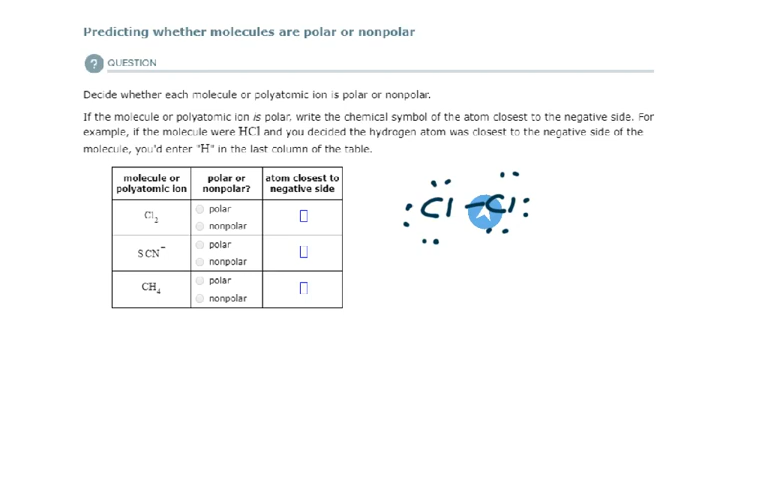 Predicting whether molecules are polar or nonpolar
? QUESTION
Decide whether each molecule or polyatomic ion is polar or nonpolar.
If the molecule or polyatomic ion is polar, write the chemical symbol of the atom closest to the negative side. For
example, if the molecule were HCl and you decided the hydrogen atom was closest to the negative side of the
molecule, you'd enter "H" in the last column of the table.
molecule or polyatomic ion
polar or nonpolar?
atom closest to negative side
Cl₂
polar
nonpolar
SCN⁻
polar
nonpolar
CH₄
polar
nonpolar
:Cl–Cl: